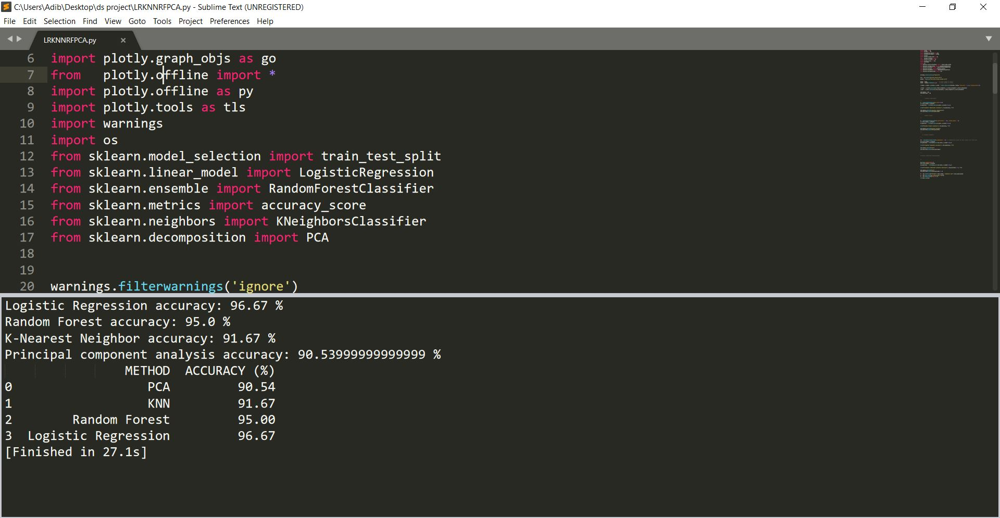 C:\Users\Adib\Desktop\ds project\LRKNNRFPCA.py - Sublime Text (UNREGISTERED)
File Edit Selection Find View Goto Tools Project Preferences Help
LRKNNRFPCA.py
6 import plotly.graph_objs as go
7 from   plotly.offline import *
8 import plotly.offline as py
9 import plotly.tools as tls
10 import warnings
11 import os
12 from sklearn.model_selection import train_test_split
13 from sklearn.linear_model import LogisticRegression
14 from sklearn.ensemble import RandomForestClassifier
15 from sklearn.metrics import accuracy_score
16 from sklearn.neighbors import KNeighborsClassifier
17 from sklearn.decomposition import PCA
18
19
20 warnings.filterwarnings('ignore')
Logistic Regression accuracy: 96.67 %
Random Forest accuracy: 95.0 %
K-Nearest Neighbor accuracy: 91.67 %
Principal component analysis accuracy: 90.53999999999999 %
METHOD  ACCURACY (%)
0 PCA 90.54
1 KNN 91.67
2 Random Forest 95.00
3 Logistic Regression 96.67
[Finished in 27.1s]